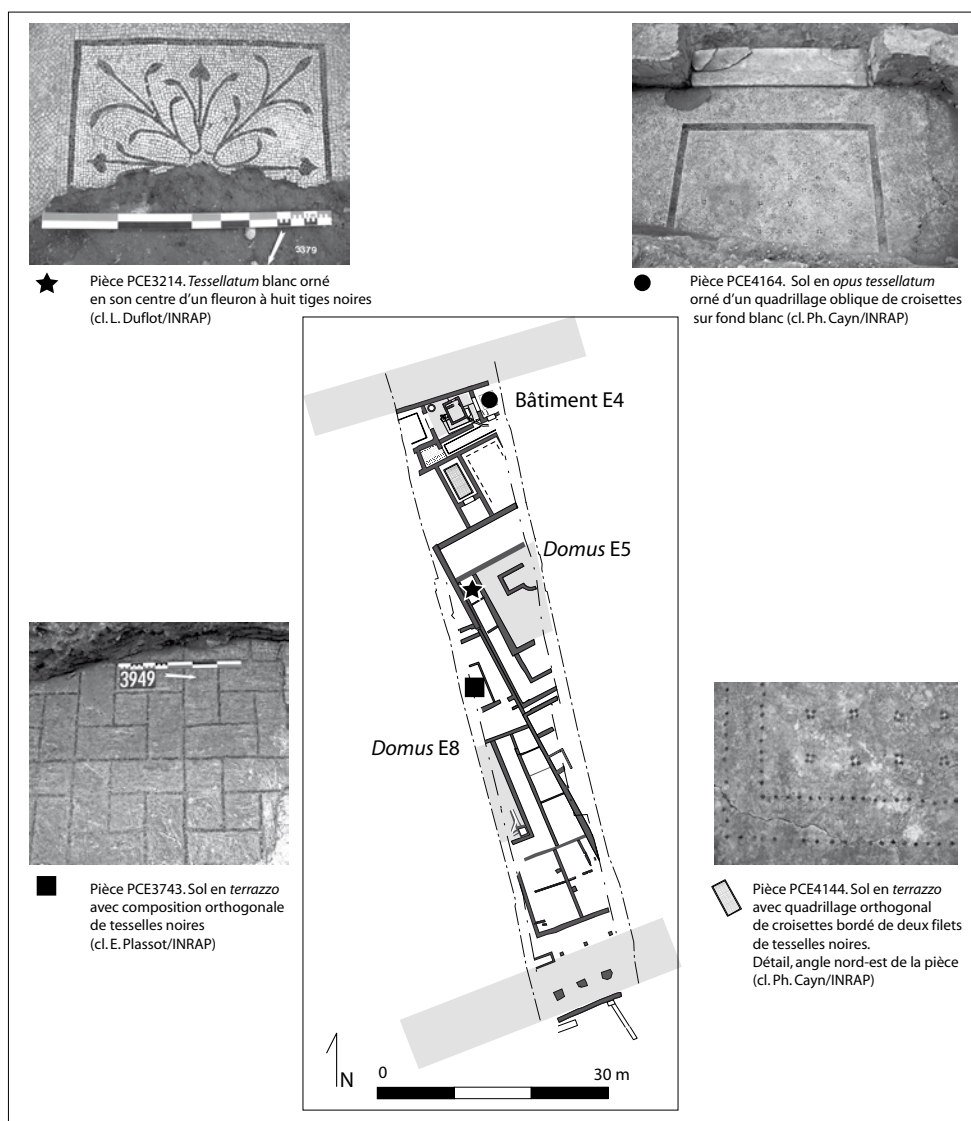 3379
Pièce PCE3214. Tessellatum blanc orné
en son centre d’un fleuron à huit tiges noires
(cl. L. Duflot/INRAP)
Pièce PCE4164. Sol en opus tessellatum
orné d’un quadrillage oblique de croisettes
sur fond blanc (cl. Ph. Cayn/INRAP)
Bâtiment E4
Domus E5
Domus E8
3949
Pièce PCE3743. Sol en terrazzo
avec composition orthogonale
de tesselles noires
(cl. E. Plassot/INRAP)
Pièce PCE4144. Sol en terrazzo
avec quadrillage orthogonal
de croisettes bordé de deux filets
de tesselles noires.
Détail, angle nord-est de la pièce
(cl. Ph. Cayn/INRAP)
N
0
30 m